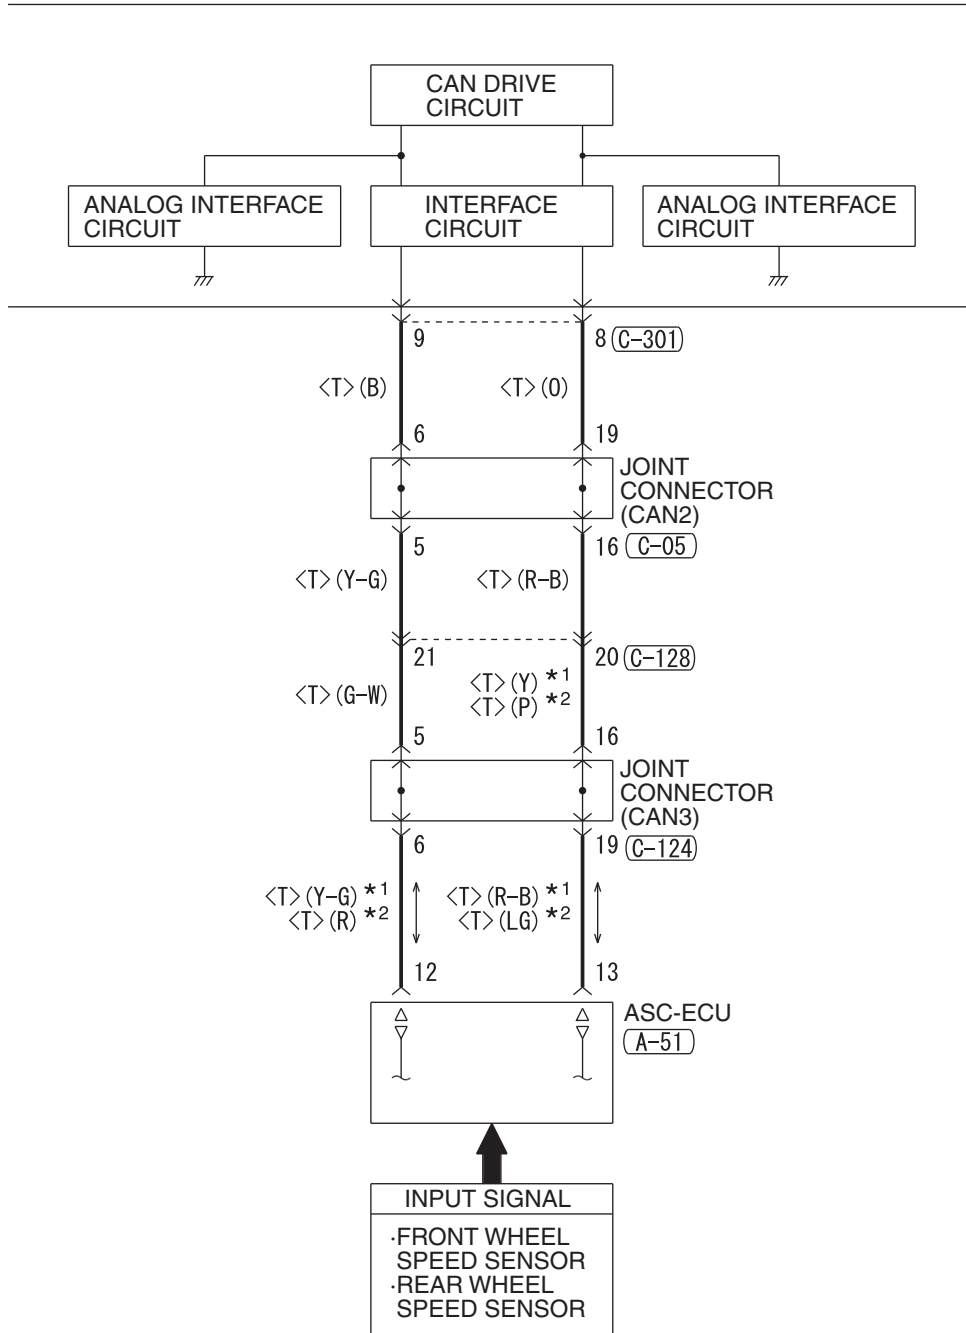 CAN DRIVE
CIRCUIT
ANALOG INTERFACE
CIRCUIT
INTERFACE
CIRCUIT
ANALOG INTERFACE
CIRCUIT
9
8 (C-301)
<T>(B)
<T>(O)
6
19
JOINT
CONNECTOR
(CAN2)
5
16 (C-05)
<T>(Y-G)
<T>(R-B)
21
20 (C-128)
<T>(G-W)
<T>(Y) *1
<T>(P) *2
5
16
JOINT
CONNECTOR
(CAN3)
6
19 (C-124)
<T>(Y-G) *1
<T>(R) *2
<T>(R-B) *1
<T>(LG) *2
12
13
ASC-ECU
(A-51)
INPUT SIGNAL
·FRONT WHEEL
SPEED SENSOR
·REAR WHEEL
SPEED SENSOR